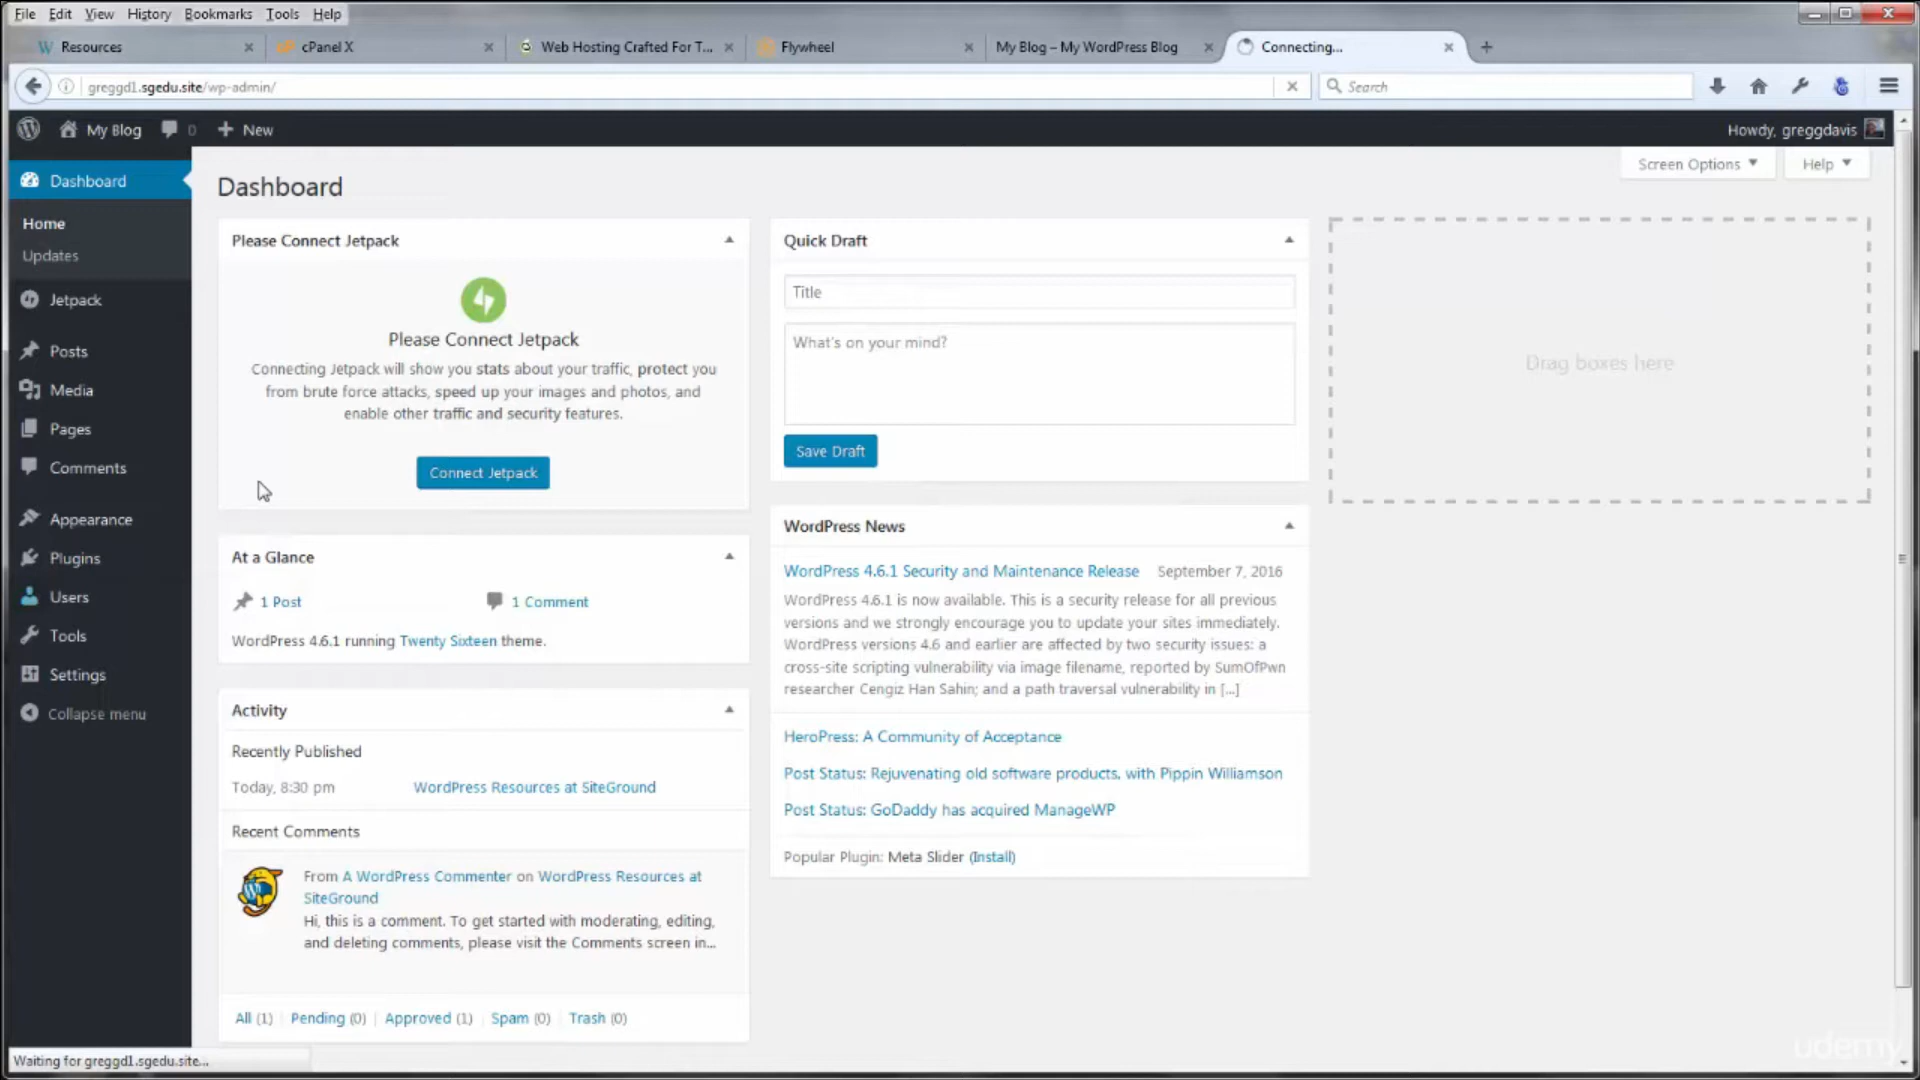 File Edit View History Bookmarks Tools Help
Resources
cPanel X
Web Hosting Crafted For T...
Flywheel
My Blog – My WordPress Blog
Connecting...
greggd1.sgedu.site/wp-admin/
Search
My Blog 0 New
Howdy, greggdavis
Screen Options
Help
Dashboard
Home
Updates
Jetpack
Posts
Media
Pages
Comments
Appearance
Plugins
Users
Tools
Settings
Collapse menu
Dashboard
Please Connect Jetpack
Please Connect Jetpack
Connecting Jetpack will show you stats about your traffic, protect you
from brute force attacks, speed up your images and photos, and
enable other traffic and security features.
Connect Jetpack
At a Glance
1 Post
1 Comment
WordPress 4.6.1 running Twenty Sixteen theme.
Activity
Recently Published
Today, 8:30 pm WordPress Resources at SiteGround
Recent Comments
From A WordPress Commenter on WordPress Resources at
SiteGround
Hi, this is a comment. To get started with moderating, editing,
and deleting comments, please visit the Comments screen in...
All (1) | Pending (0) | Approved (1) | Spam (0) | Trash (0)
Quick Draft
Title
What's on your mind?
Save Draft
WordPress News
WordPress 4.6.1 Security and Maintenance Release September 7, 2016
WordPress 4.6.1 is now available. This is a security release for all previous
versions and we strongly encourage you to update your sites immediately.
WordPress versions 4.6 and earlier are affected by two security issues: a
cross-site scripting vulnerability via image filename, reported by SumOfPwn
researcher Cengiz Han Sahin; and a path traversal vulnerability in [...]
HeroPress: A Community of Acceptance
Post Status: Rejuvenating old software products, with Pippin Williamson
Post Status: GoDaddy has acquired ManageWP
Popular Plugin: Meta Slider (Install)
Drag boxes here
Waiting for greggd1.sgedu.site...
udemy